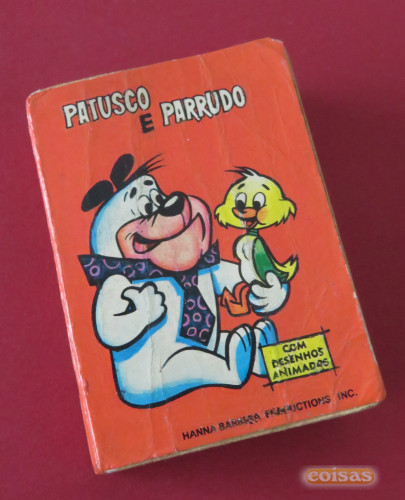 PATUSCO
E PARRUDO
COM
DESENHOS
ANIMADOS
HANNA BARBERA PRODUCTIONS, INC.
coisas